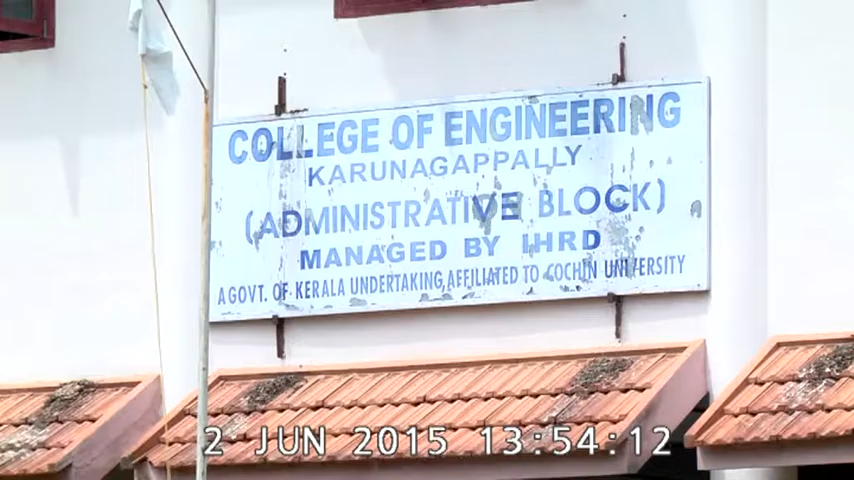 COLLEGE OF ENGINEERING
KARUNAGAPPALLY
(ADMINISTRATIVE BLOCK)
MANAGED BY IHRD
A GOVT. OF KERALA UNDERTAKING, AFFILIATED TO COCHIN UNIVERSITY
2 JUN 2015 13:54:12